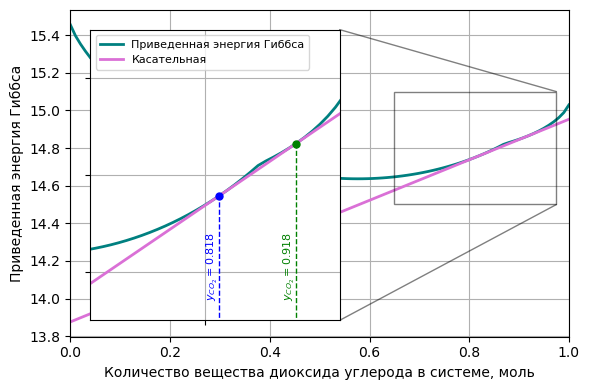 Приведенная энергия Гиббса
15.4
15.2
15.0
14.8
14.6
14.4
14.2
14.0
13.8
Приведенная энергия Гиббса
Касательная
y_CO₂ = 0.818
y_CO₂ = 0.918
0.0 0.2 0.4 0.6 0.8 1.0
Количество вещества диоксида углерода в системе, моль